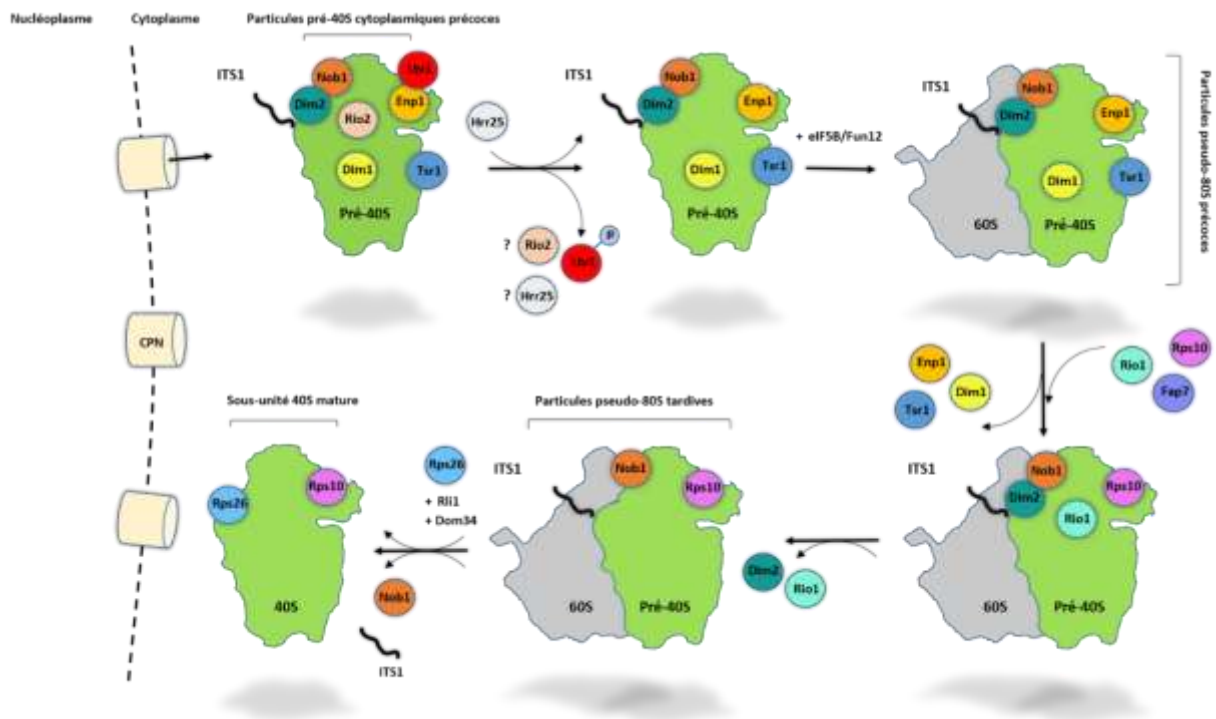 Nucléoplasme
Cytoplasme
Particules pré-40S cytoplasmiques précoces
ITS1
Nob1
Dim2
Rio2
Enp1
Dim1
Tsr1
Pré-40S
Hrr25
? Rio2
P
? Hrr25
ITS1
Nob1
Dim2
Enp1
Dim1
Tsr1
Pré-40S
+ eIF5B/Fun12
ITS1
Nob1
Dim2
Enp1
Dim1
Tsr1
60S
Pré-40S
Particules pseudo-80S précoces
CPN
Enp1
Dim1
Tsr1
Rps10
Rio1
Fap7
Sous-unité 40S mature
Rps26
Rps10
40S
Rps26
+ Rli1
+ Dom34
Nob1
ITS1
Particules pseudo-80S tardives
ITS1
Nob1
Rps10
60S
Pré-40S
Dim2
Rio1
ITS1
Nob1
Dim2
Rio1
Rps10
60S
Pré-40S